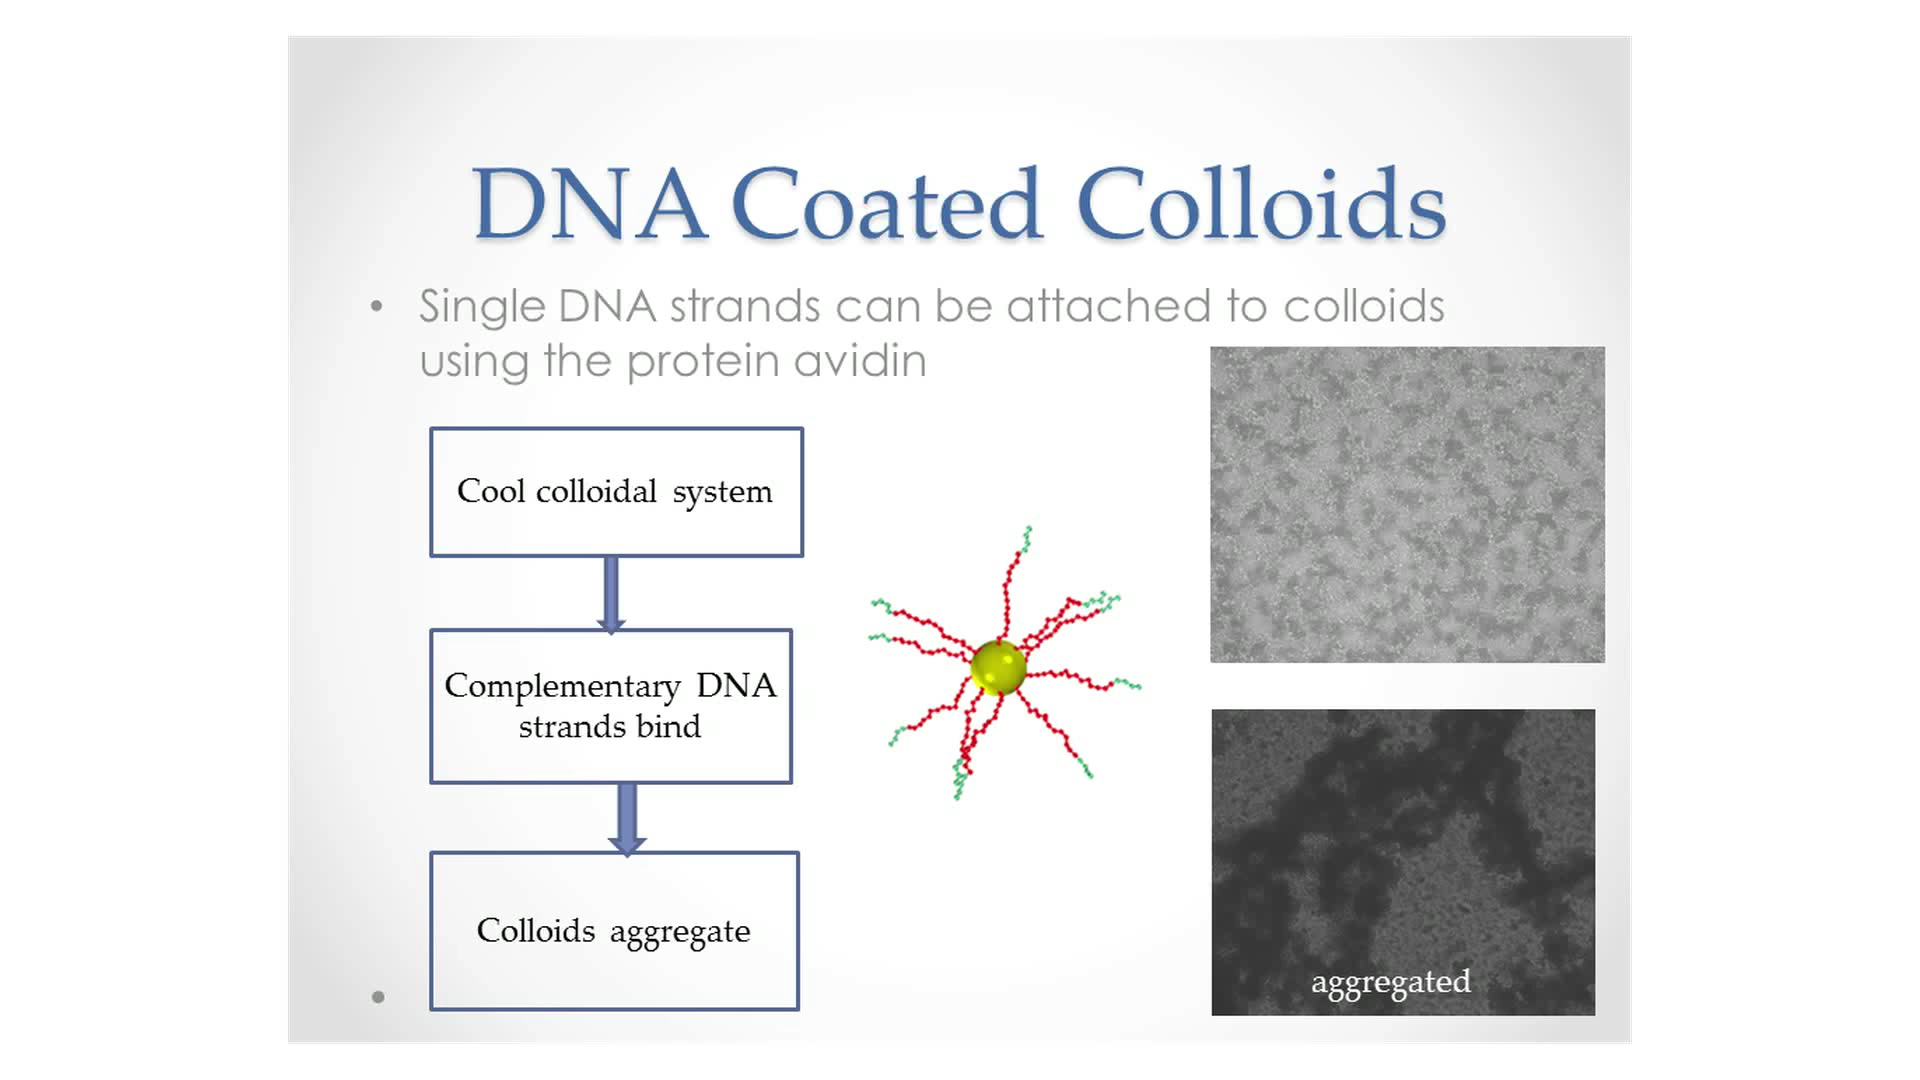 DNA Coated Colloids
• Single DNA strands can be attached to colloids
using the protein avidin
Cool colloidal system
Complementary DNA
strands bind
Colloids aggregate
•
aggregated